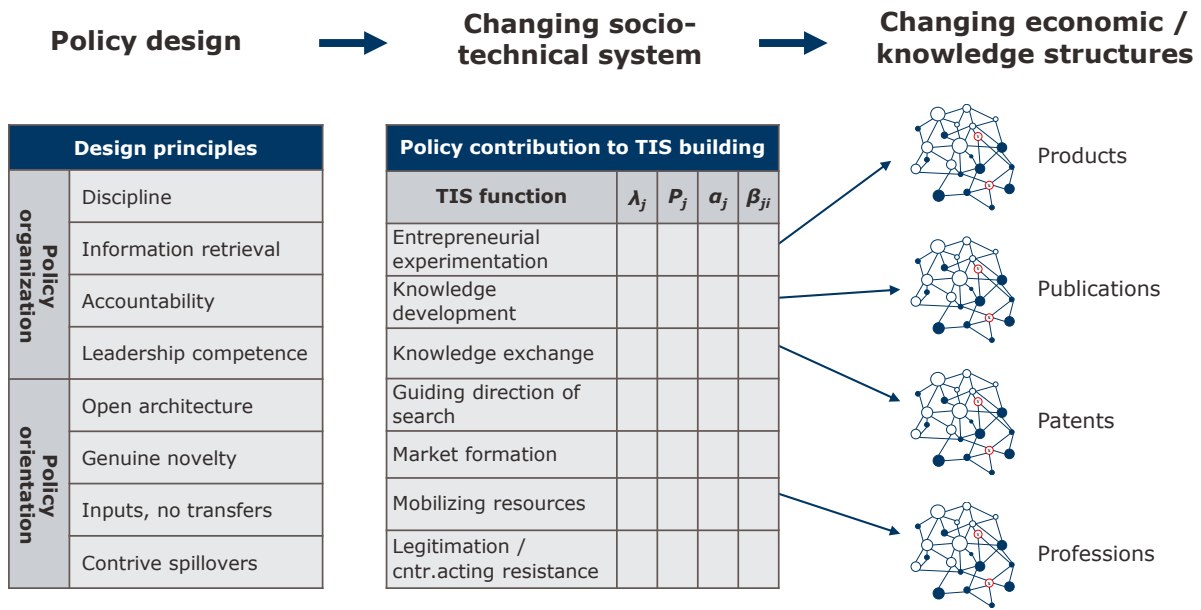 Policy design
Changing socio-
technical system
Changing economic /
knowledge structures
Design principles
Policy
organization
Discipline
Information retrieval
Accountability
Leadership competence
Policy
orientation
Open architecture
Genuine novelty
Inputs, no transfers
Contrive spillovers
Policy contribution to TIS building
TIS function
λj
Pj
αj
βji
Entrepreneurial
experimentation
Knowledge
development
Knowledge exchange
Guiding direction of
search
Market formation
Mobilizing resources
Legitimation /
cntr.acting resistance
Products
Publications
Patents
Professions